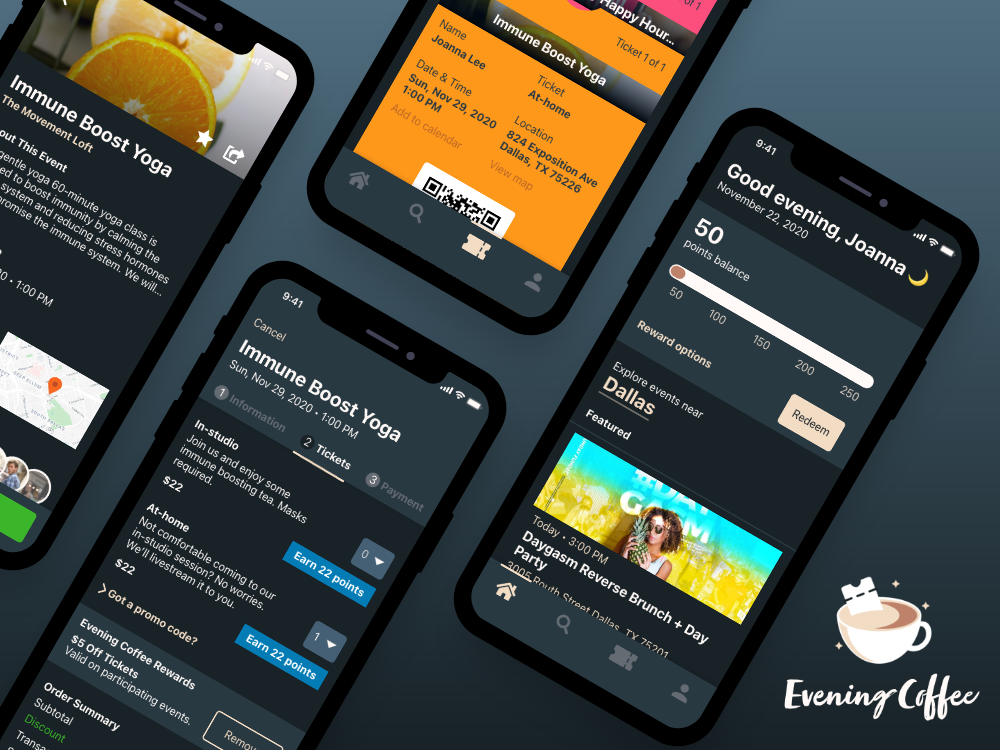 Immune Boost Yoga
The Movement Loft
out This Event
gentle yoga 60-minute yoga class is
ed to boost immunity by calming the
system and reducing stress hormones
promise the immune system. We will...
0 • 1:00 PM
Happy Hour...
of 1
Immune Boost Yoga
Ticket 1 of 1
Name
Joanna Lee
Ticket
At-home
Date & Time
Sun, Nov 29, 2020
1:00 PM
Location
824 Exposition Ave
Dallas, TX 75226
Add to calendar
View map
9:41
Cancel
Immune Boost Yoga
Sun, Nov 29, 2020 • 1:00 PM
1 Information
2 Tickets
3 Payment
In-studio
Join us and enjoy some
immune boosting tea. Masks
required.
$22
0
Earn 22 points
At-home
Not comfortable coming to our
in-studio session? No worries.
We'll livestream it to you.
$22
1
Earn 22 points
Got a promo code?
Evening Coffee Rewards
$5 Off Tickets
Valid on participating events.
Remov
Order Summary
Subtotal
Discount
Transa
9:41
Good evening, Joanna
November 22, 2020
50
points balance
50
100
150
200
250
Reward options
Redeem
Explore events near
Dallas
Featured
Today • 3:00 PM
Daygasm Reverse Brunch + Day
Party
3005 South Street Dallas, TX 75201
Evening Coffee